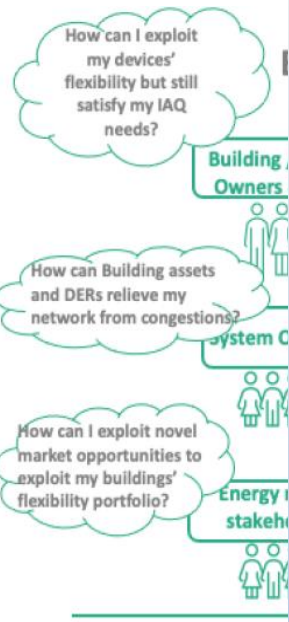 How can I exploit
my devices'
flexibility but still
satisfy my IAQ
needs?
Building
Owners
How can Building assets
and DERs relieve my
network from congestions?
System
How can I exploit novel
market opportunities to
exploit my buildings'
flexibility portfolio?
Energy